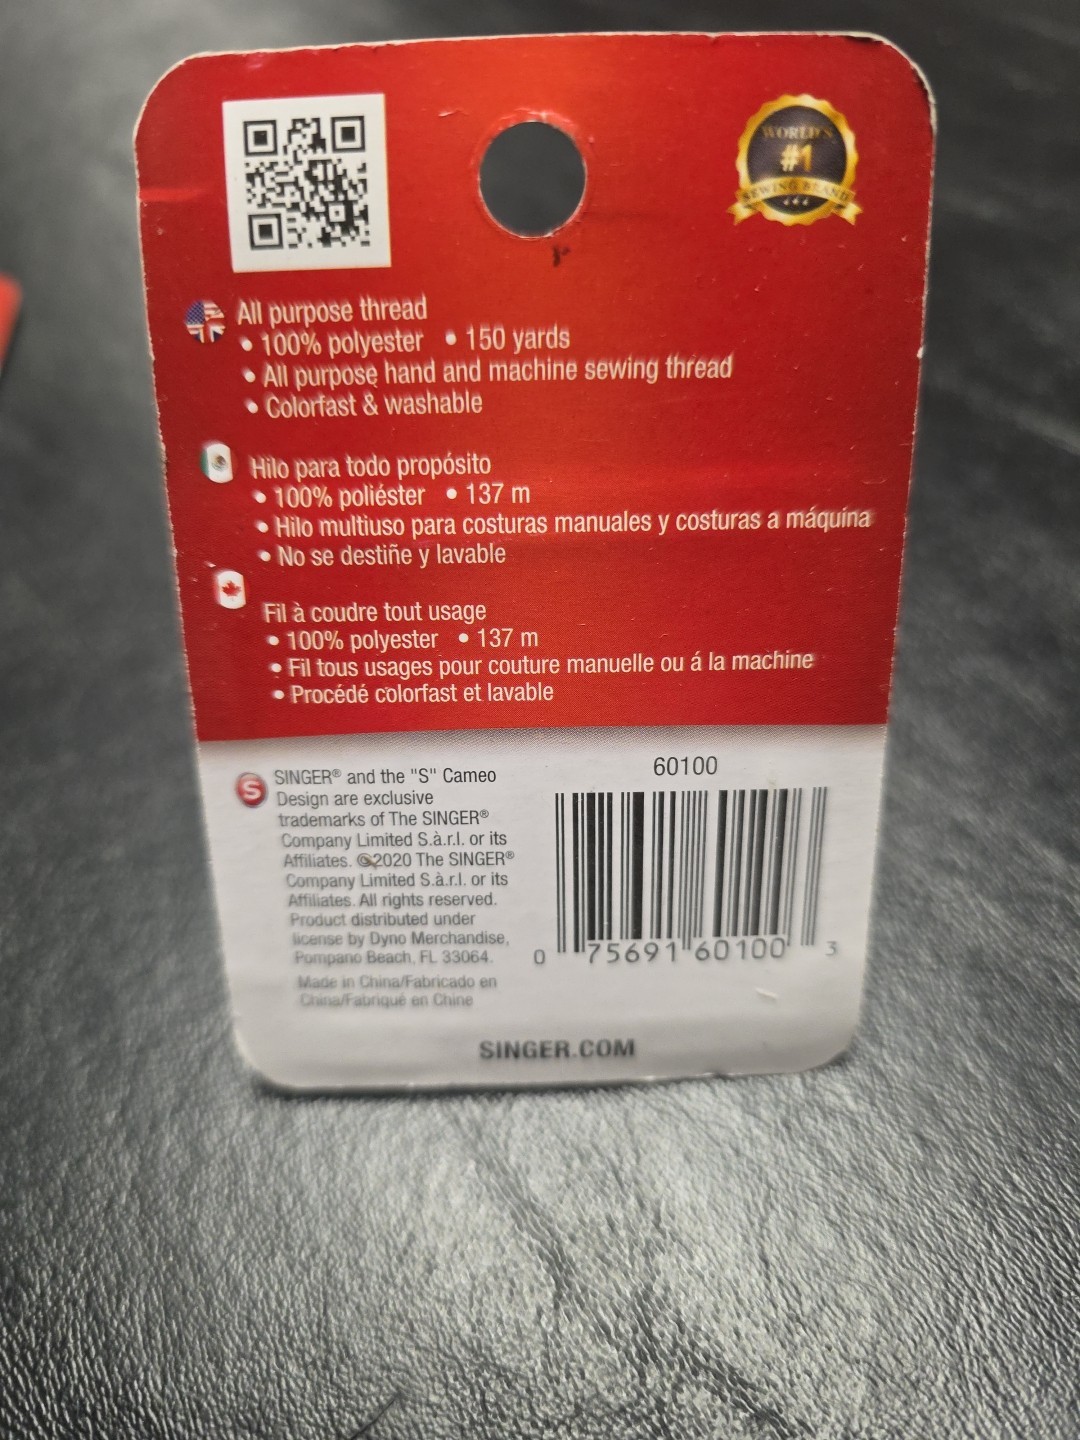 WORLD'S
#1
SEWING BRAND
All purpose thread
• 100% polyester • 150 yards
• All purpose hand and machine sewing thread
• Colorfast & washable
Hilo para todo propósito
• 100% poliéster • 137 m
• Hilo multiuso para costuras manuales y costuras a máquina
• No se destiñe y lavable
Fil à coudre tout usage
• 100% polyester • 137 m
• Fil tous usages pour couture manuelle ou á la machine
• Procédé colorfast et lavable
S
SINGER® and the "S" Cameo
Design are exclusive
trademarks of The SINGER®
Company Limited S.à.r.l. or its
Affiliates. ©2020 The SINGER®
Company Limited S.à.r.l. or its
Affiliates. All rights reserved.
Product distributed under
license by Dyno Merchandise,
Pompano Beach, FL 33064.
Made in China/Fabricado en
China/Fabriqué en Chine
60100
0 75691 60100 3
SINGER.COM